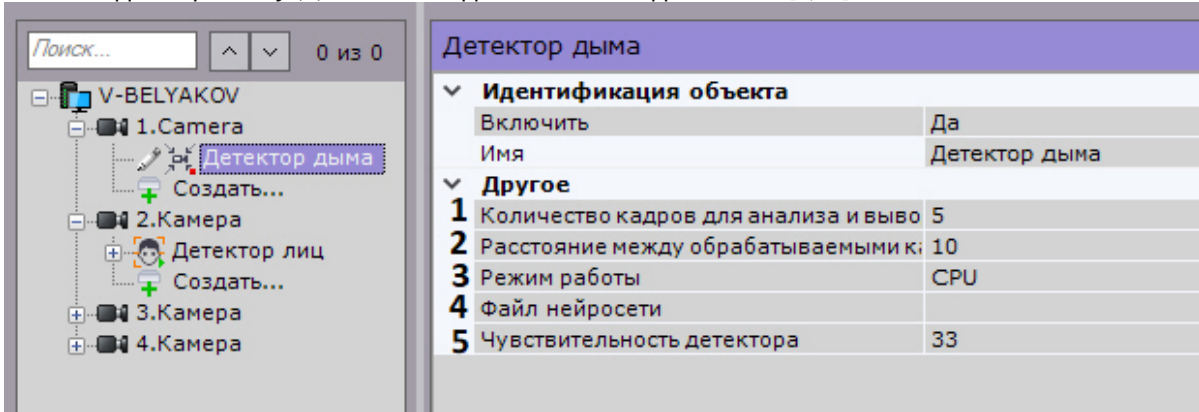 Поиск...
0 из 0
V-BELYAKOV
1.Camera
Детектор дыма
Создать...
2.Камера
Детектор лиц
Создать...
3.Камера
4.Камера
Детектор дыма
Идентификация объекта
Включить Да
Имя Детектор дыма
Другое
1 Количество кадров для анализа и выво 5
2 Расстояние между обрабатываемыми к 10
3 Режим работы CPU
4 Файл нейросети
5 Чувствительность детектора 33